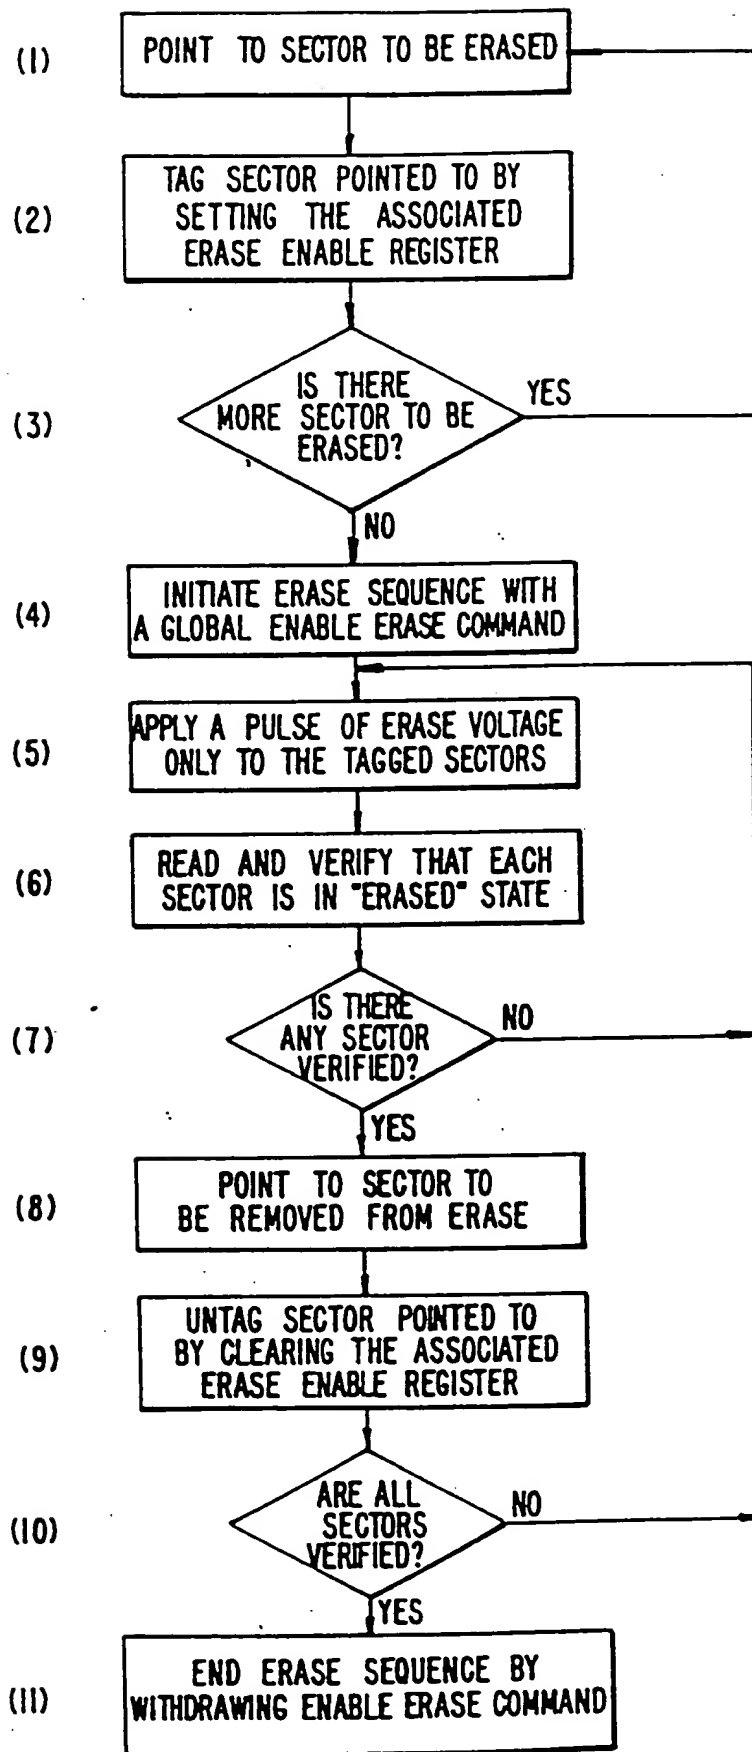 (1)
POINT TO SECTOR TO BE ERASED
(2)
TAG SECTOR POINTED TO BY
SETTING THE ASSOCIATED
ERASE ENABLE REGISTER
(3)
IS THERE
MORE SECTOR TO BE
ERASED?
YES
NO
(4)
INITIATE ERASE SEQUENCE WITH
A GLOBAL ENABLE ERASE COMMAND
(5)
APPLY A PULSE OF ERASE VOLTAGE
ONLY TO THE TAGGED SECTORS
(6)
READ AND VERIFY THAT EACH
SECTOR IS IN "ERASED" STATE
(7)
IS THERE
ANY SECTOR
VERIFIED?
NO
YES
(8)
POINT TO SECTOR TO
BE REMOVED FROM ERASE
(9)
UNTAG SECTOR POINTED TO
BY CLEARING THE ASSOCIATED
ERASE ENABLE REGISTER
(10)
ARE ALL
SECTORS
VERIFIED?
NO
YES
(11)
END ERASE SEQUENCE BY
WITHDRAWING ENABLE ERASE COMMAND